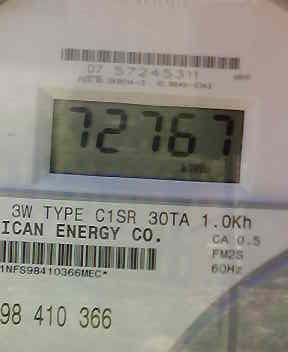 07 57245311
72767
3W TYPE C1SR 30TA 1.0Kh
ICAN ENERGY CO.
CA 0.5
FM2S
60Hz
1NFS98410366MEC*
98 410 366